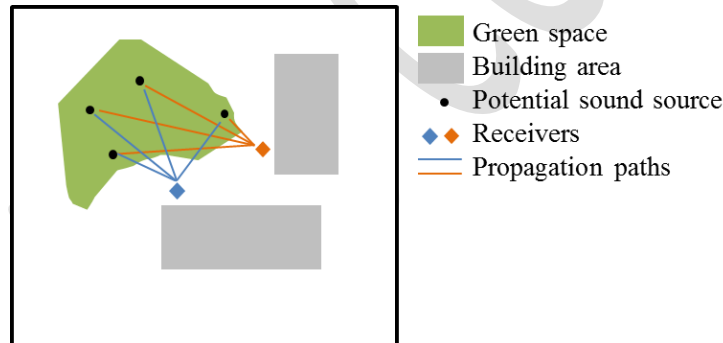 Green space
Building area
Potential sound source
Receivers
Propagation paths